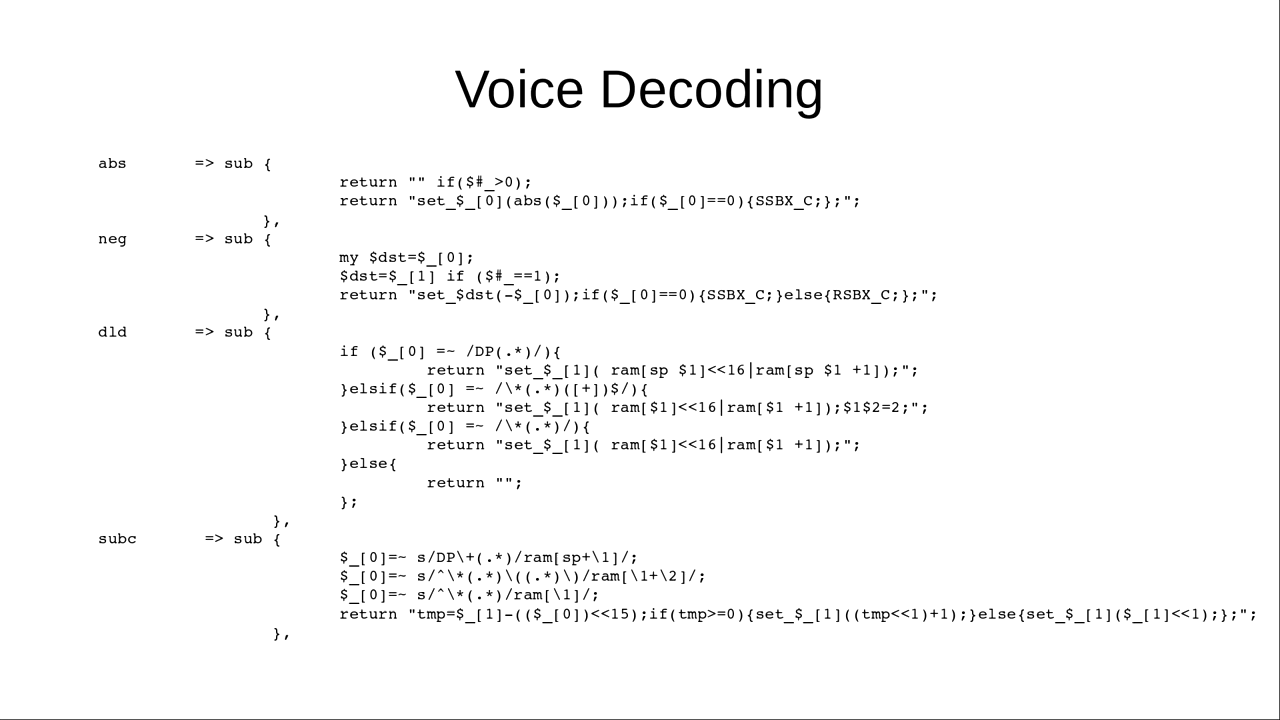 Voice Decoding
abs => sub {
return "" if($#_>0);
return "set_$_[0](abs($_[0]));if($_[0]==0){SSBX_C;};";
},
neg => sub {
my $dst=$_[0];
$dst=$_[1] if ($#_==1);
return "set_$dst(-$_[0]);if($_[0]==0){SSBX_C;}else{RSBX_C;};";
},
dld => sub {
if ($_[0] =~ /DP(.*)/){
return "set_$_[1]( ram[sp $1]<<16|ram[sp $1 +1]);";
}elsif($_[0] =~ /\*(.*)([+])$/){
return "set_$_[1]( ram[$1]<<16|ram[$1 +1]);$1$2=2;";
}elsif($_[0] =~ /\*(.*)/){
return "set_$_[1]( ram[$1]<<16|ram[$1 +1]);";
}else{
return "";
};
},
subc => sub {
$_[0]=~ s/DP\+(.*)/ram[sp+\1]/;
$_[0]=~ s/^\*(.*)\((.*)\)/ram[\1+\2]/;
$_[0]=~ s/^\*(.*)/ram[\1]/;
return "tmp=$_[1]-(($_[0])<<15);if(tmp>=0){set_$_[1]((tmp<<1)+1);}else{set_$_[1]($_[1]<<1);};";
},